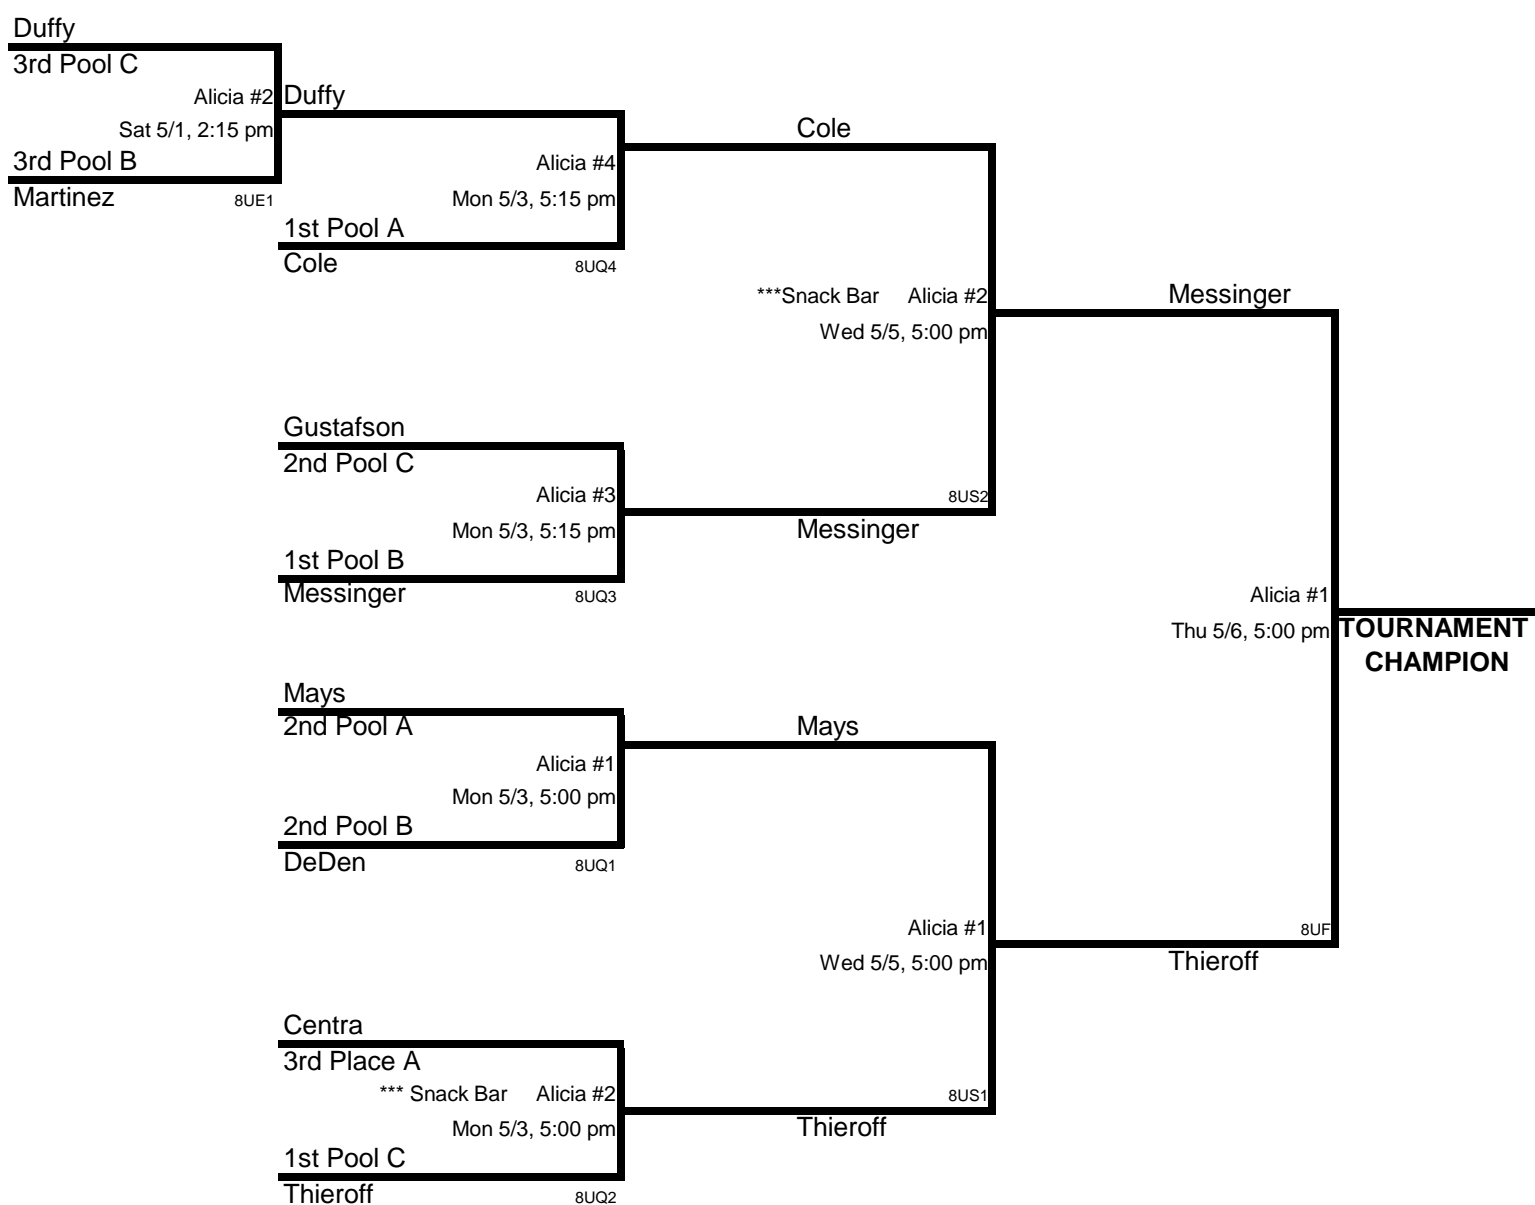 Duffy
3rd Pool C
Alicia #2
Sat 5/1, 2:15 pm
3rd Pool B
Martinez
8UE1
Duffy
Alicia #4
Mon 5/3, 5:15 pm
1st Pool A
Cole
8UQ4
Cole
***Snack Bar Alicia #2
Wed 5/5, 5:00 pm
Gustafson
2nd Pool C
Alicia #3
Mon 5/3, 5:15 pm
1st Pool B
Messinger
8UQ3
8US2
Messinger
Messinger
Alicia #1
Thu 5/6, 5:00 pm
TOURNAMENT
CHAMPION
Mays
2nd Pool A
Alicia #1
Mon 5/3, 5:00 pm
2nd Pool B
DeDen
8UQ1
Mays
Alicia #1
Wed 5/5, 5:00 pm
8UF
Thieroff
Centra
3rd Place A
*** Snack Bar Alicia #2
Mon 5/3, 5:00 pm
1st Pool C
Thieroff
8UQ2
8US1
Thieroff